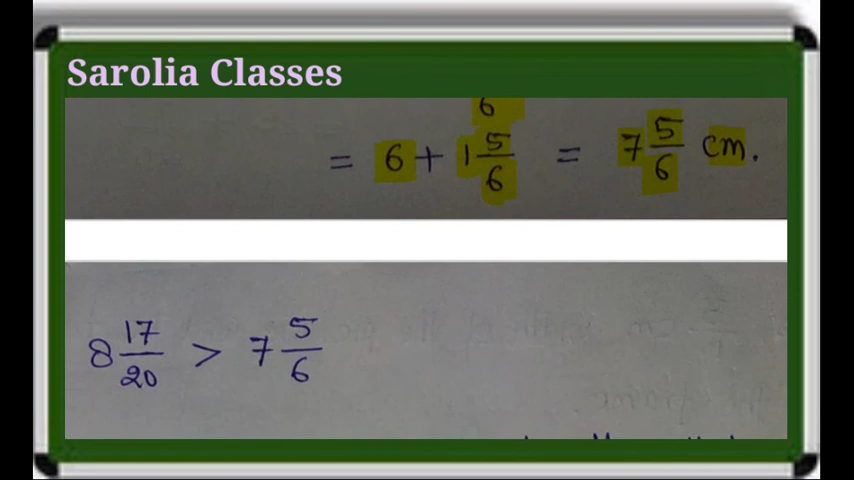 Sarolia Classes
6
= 6 + 1 5/6 = 7 5/6 cm.
8 17/20 > 7 5/6